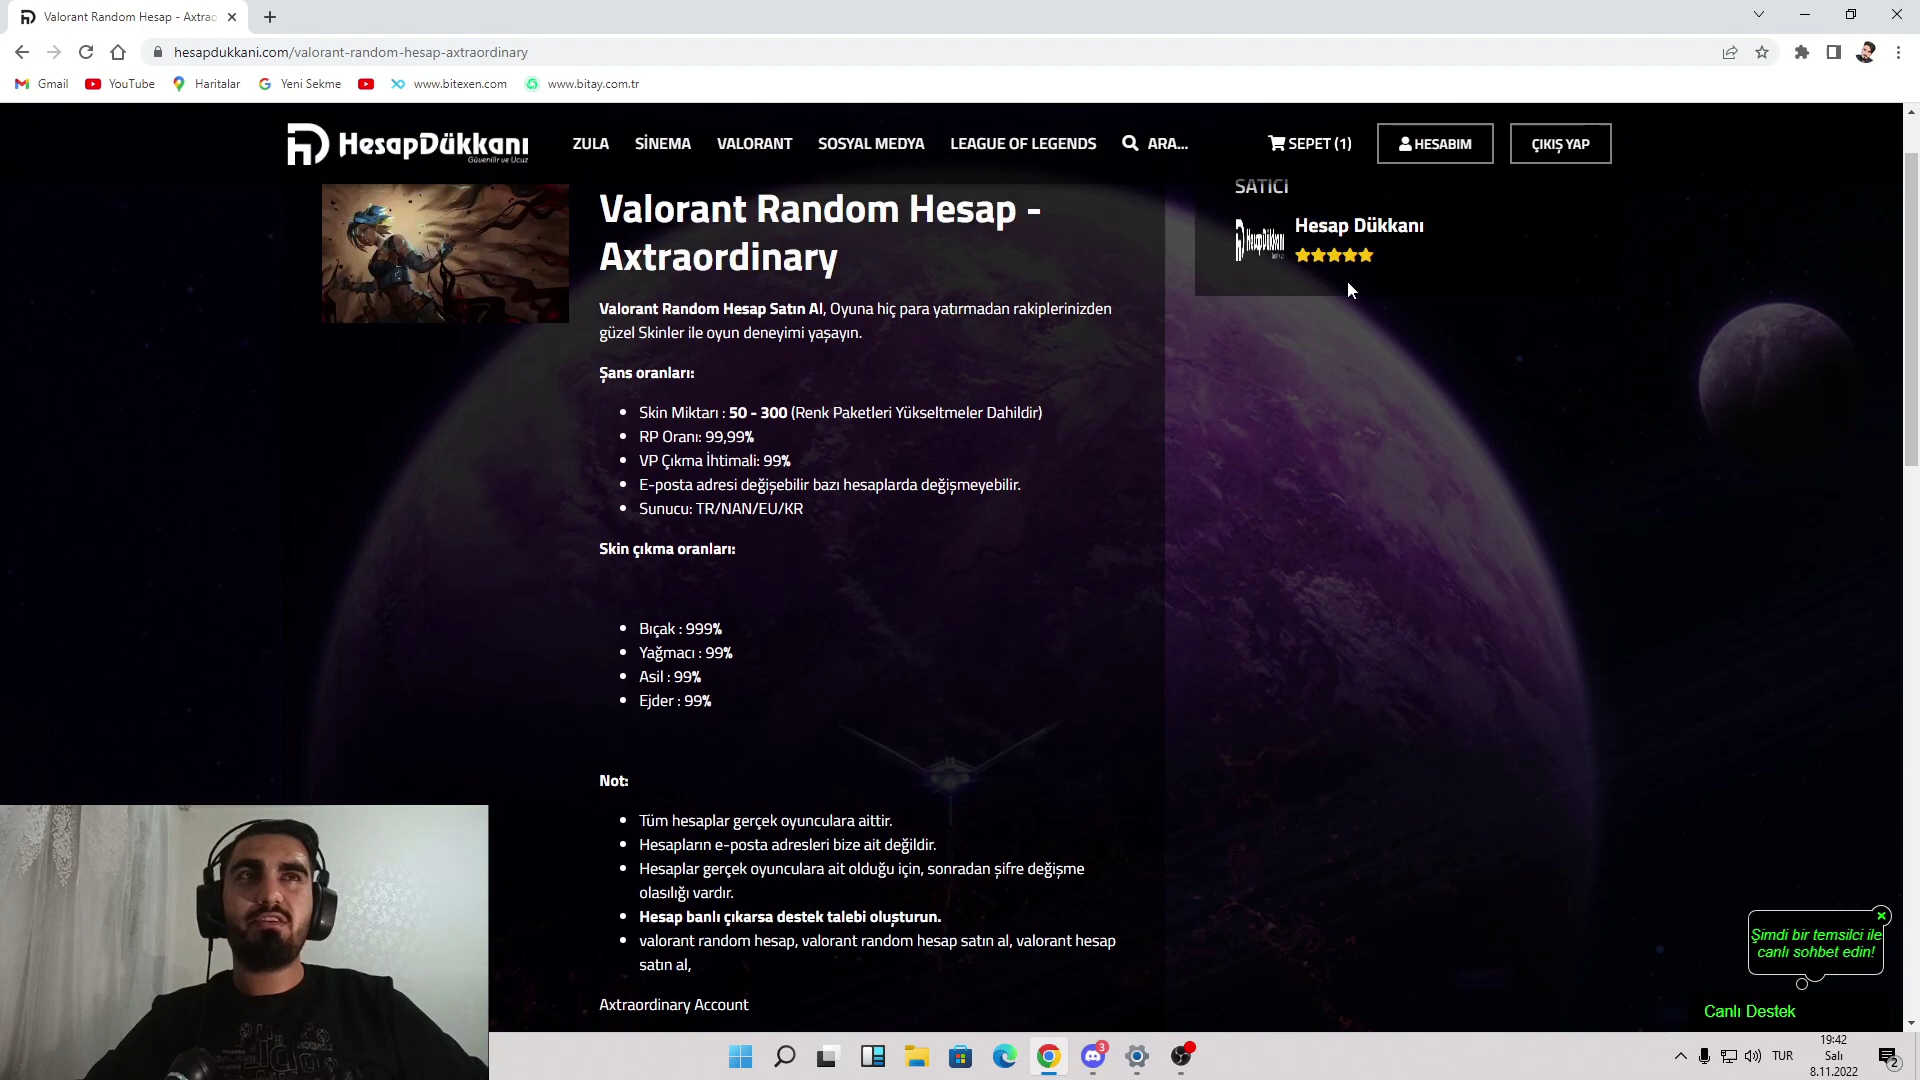 Valorant Random Hesap - Axtrao
hesapdukkani.com/valorant-random-hesap-axtraordinary
Gmail
YouTube
Haritalar
Yeni Sekme
www.bitexen.com
www.bitay.com.tr
HesapDükkanı
Güvenilir ve Ucuz
ZULA
SİNEMA
VALORANT
SOSYAL MEDYA
LEAGUE OF LEGENDS
ARA...
SEPET (1)
HESABIM
ÇIKIŞ YAP
Valorant Random Hesap -
Axtraordinary
Valorant Random Hesap Satın Al, Oyuna hiç para yatırmadan rakiplerinizden
güzel Skinler ile oyun deneyimi yaşayın.
Şans oranları:
Skin Miktarı : 50 - 300 (Renk Paketleri Yükseltmeler Dahildir)
RP Oranı: 99,99%
VP Çıkma İhtimali: 99%
E-posta adresi değişebilir bazı hesaplarda değişmeyebilir.
Sunucu: TR/NAN/EU/KR
Skin çıkma oranları:
Bıçak : 999%
Yağmacı : 99%
Asil : 99%
Ejder : 99%
Not:
Tüm hesaplar gerçek oyunculara aittir.
Hesapların e-posta adresleri bize ait değildir.
Hesaplar gerçek oyunculara ait olduğu için, sonradan şifre değişme
olasılığı vardır.
Hesap banlı çıkarsa destek talebi oluşturun.
valorant random hesap, valorant random hesap satın al, valorant hesap
satın al,
Axtraordinary Account
SATICI
HesapDükkanı
Hesap Dükkanı
Şimdi bir temsilci ile
canlı sohbet edin!
Canlı Destek
3
TUR
19:42
Salı
8.11.2022
2